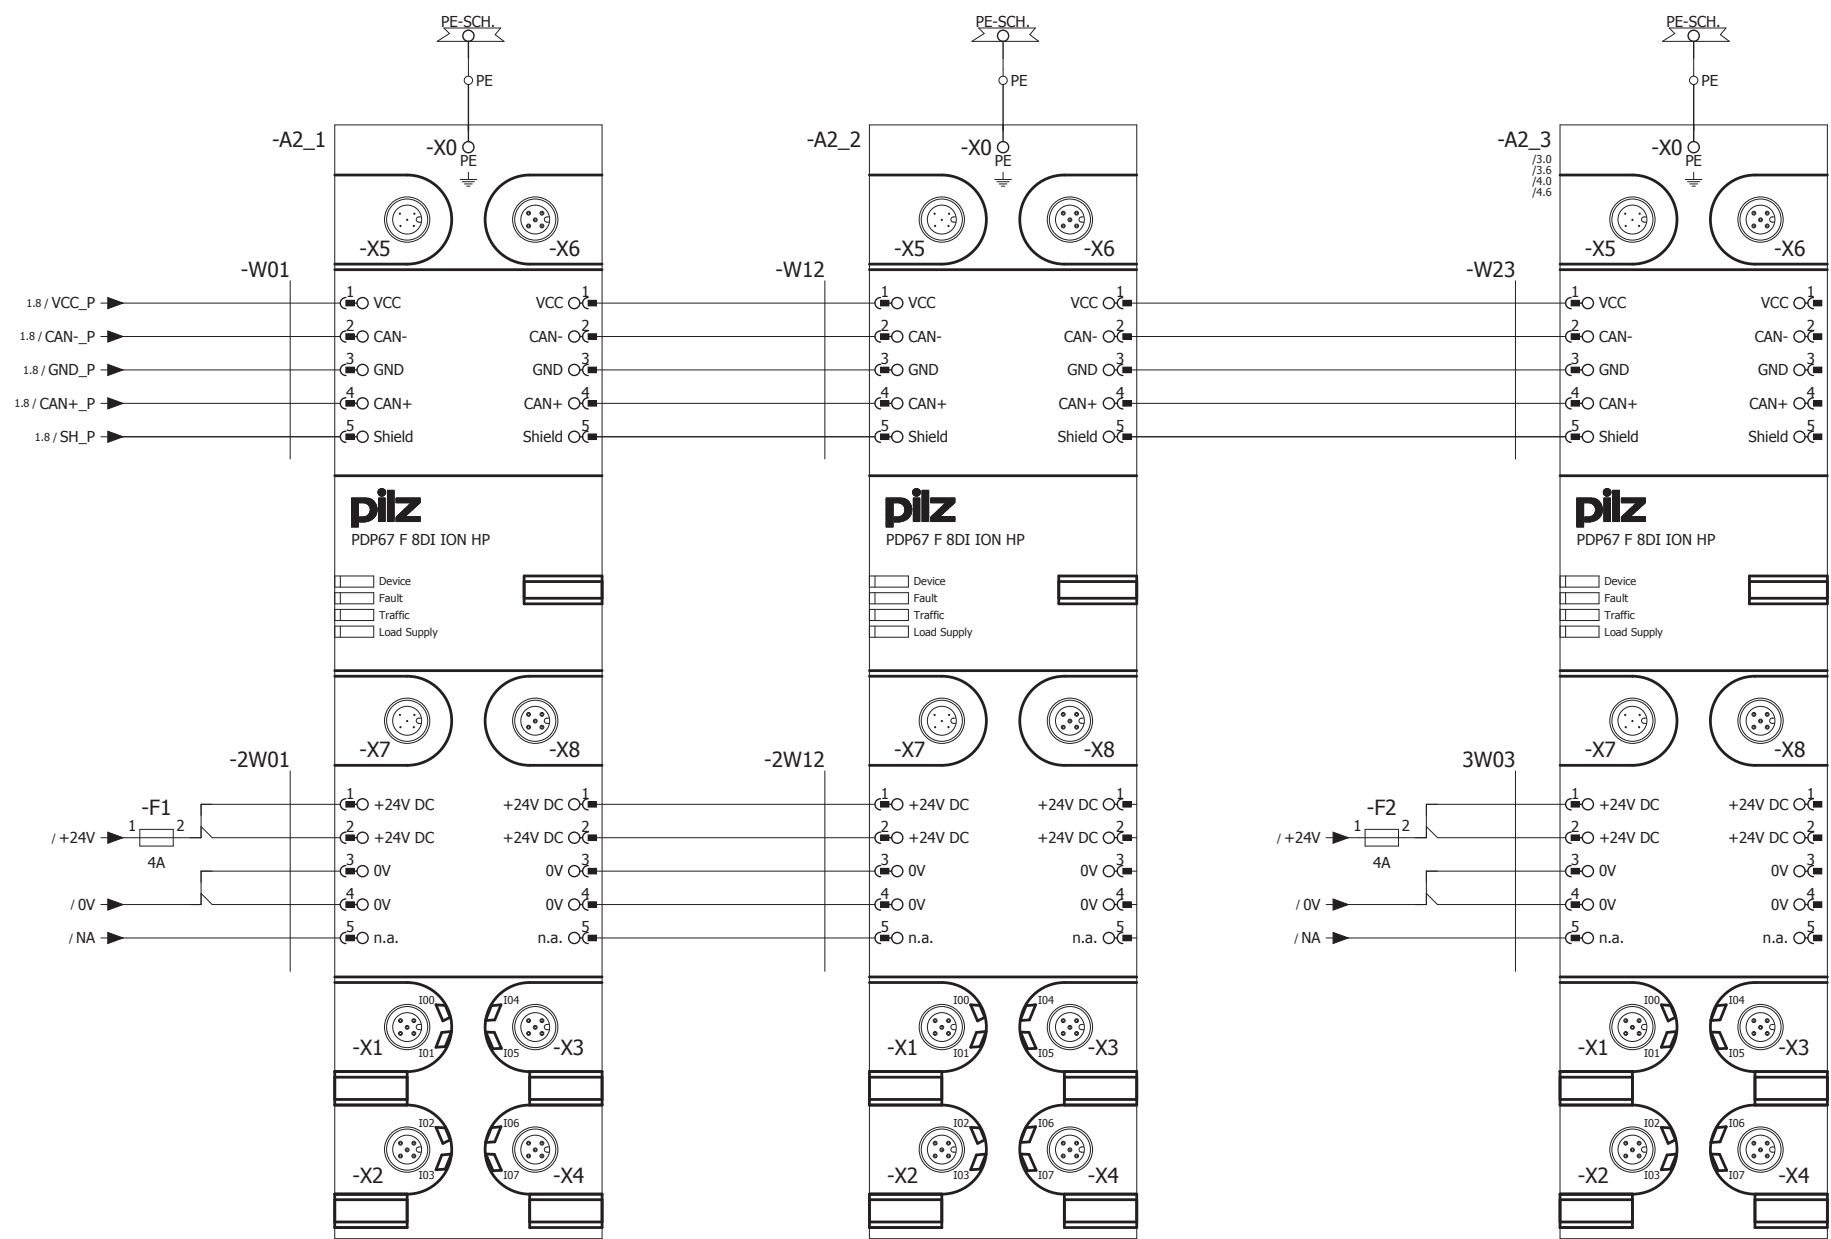 PE-SCH. PE-SCH. PE-SCH.
PE PE PE
-A2_1 -X0 -A2_2 -X0 -A2_3 -X0
PE PE PE
/3.0
/3.6
/4.0
/4.6
-X5 -X6 -X5 -X6 -X5 -X6
-W01 -W12 -W23
1.8 / VCC_P 1 VCC VCC 1 1 VCC VCC 1 1 VCC VCC 1
1.8 / CAN-_P 2 CAN- CAN- 2 2 CAN- CAN- 2 2 CAN- CAN- 2
1.8 / GND_P 3 GND GND 3 3 GND GND 3 3 GND GND 3
1.8 / CAN+_P 4 CAN+ CAN+ 4 4 CAN+ CAN+ 4 4 CAN+ CAN+ 4
1.8 / SH_P 5 Shield Shield 5 5 Shield Shield 5 5 Shield Shield 5
pilz pilz pilz
PDP67 F 8DI ION HP PDP67 F 8DI ION HP PDP67 F 8DI ION HP
Device Device Device
Fault Fault Fault
Traffic Traffic Traffic
Load Supply Load Supply Load Supply
-X7 -X8 -X7 -X8 -X7 -X8
-2W01 -2W12 3W03
1 +24V DC +24V DC 1 1 +24V DC +24V DC 1 1 +24V DC +24V DC 1
-F1 -F2
/ +24V 1 2 2 +24V DC +24V DC 2 2 +24V DC +24V DC 2 / +24V 1 2 2 +24V DC +24V DC 2
4A 4A
3 0V 0V 3 3 0V 0V 3 3 0V 0V 3
/ 0V 4 0V 0V 4 4 0V 0V 4 / 0V 4 0V 0V 4
/ NA 5 n.a. n.a. 5 5 n.a. n.a. 5 / NA 5 n.a. n.a. 5
I00 I04 I00 I04 I00 I04
-X1 I01 I05 -X3 -X1 I01 I05 -X3 -X1 I01 I05 -X3
I02 I06 I02 I06 I02 I06
-X2 I03 I07 -X4 -X2 I03 I07 -X4 -X2 I03 I07 -X4